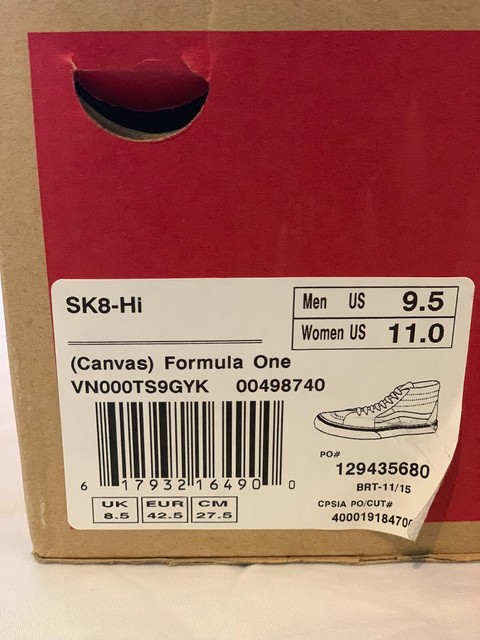 SK8-Hi
Men US 9.5
Women US 11.0
(Canvas) Formula One
VN000TS9GYK 00498740
6 17932 16490 0
PO#
129435680
BRT-11/15
CPSIA PO/CUT#
UK EUR CM
8.5 42.5 27.5